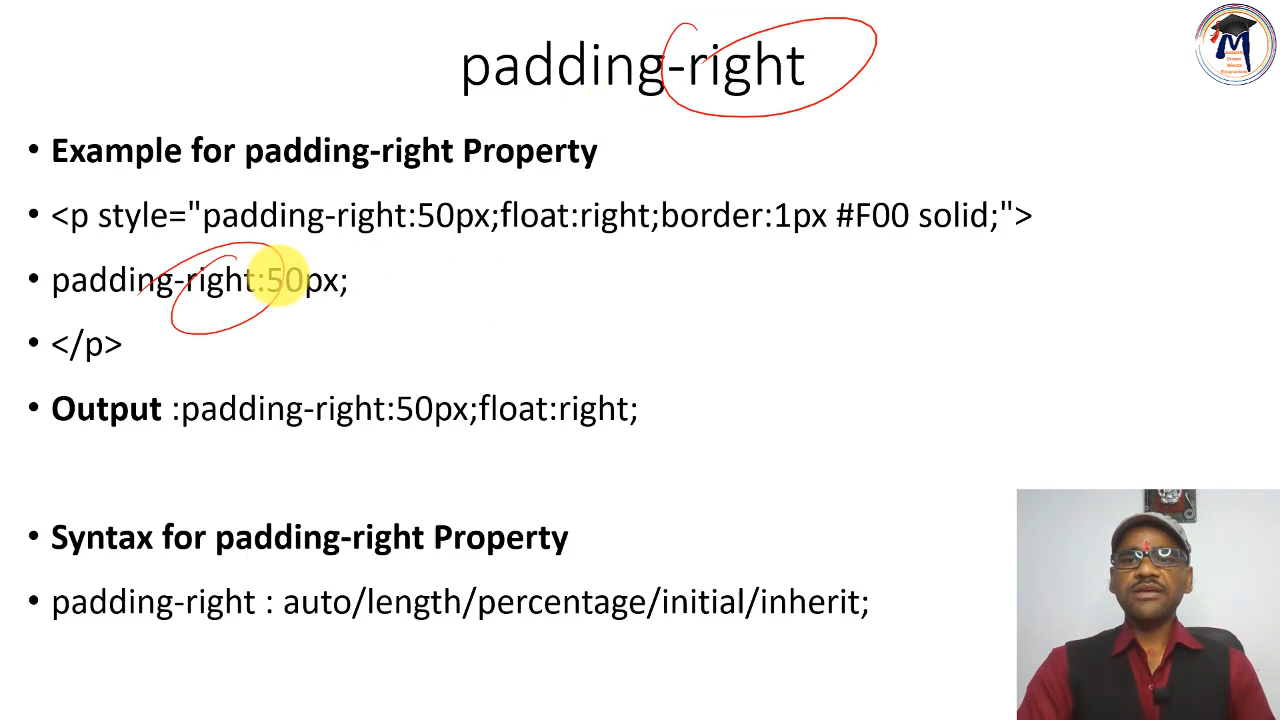 padding-right
• Example for padding-right Property
• <p style="padding-right:50px;float:right;border:1px #F00 solid;">
• padding-right:50px;
• </p>
• Output :padding-right:50px;float:right;
• Syntax for padding-right Property
• padding-right : auto/length/percentage/initial/inherit;